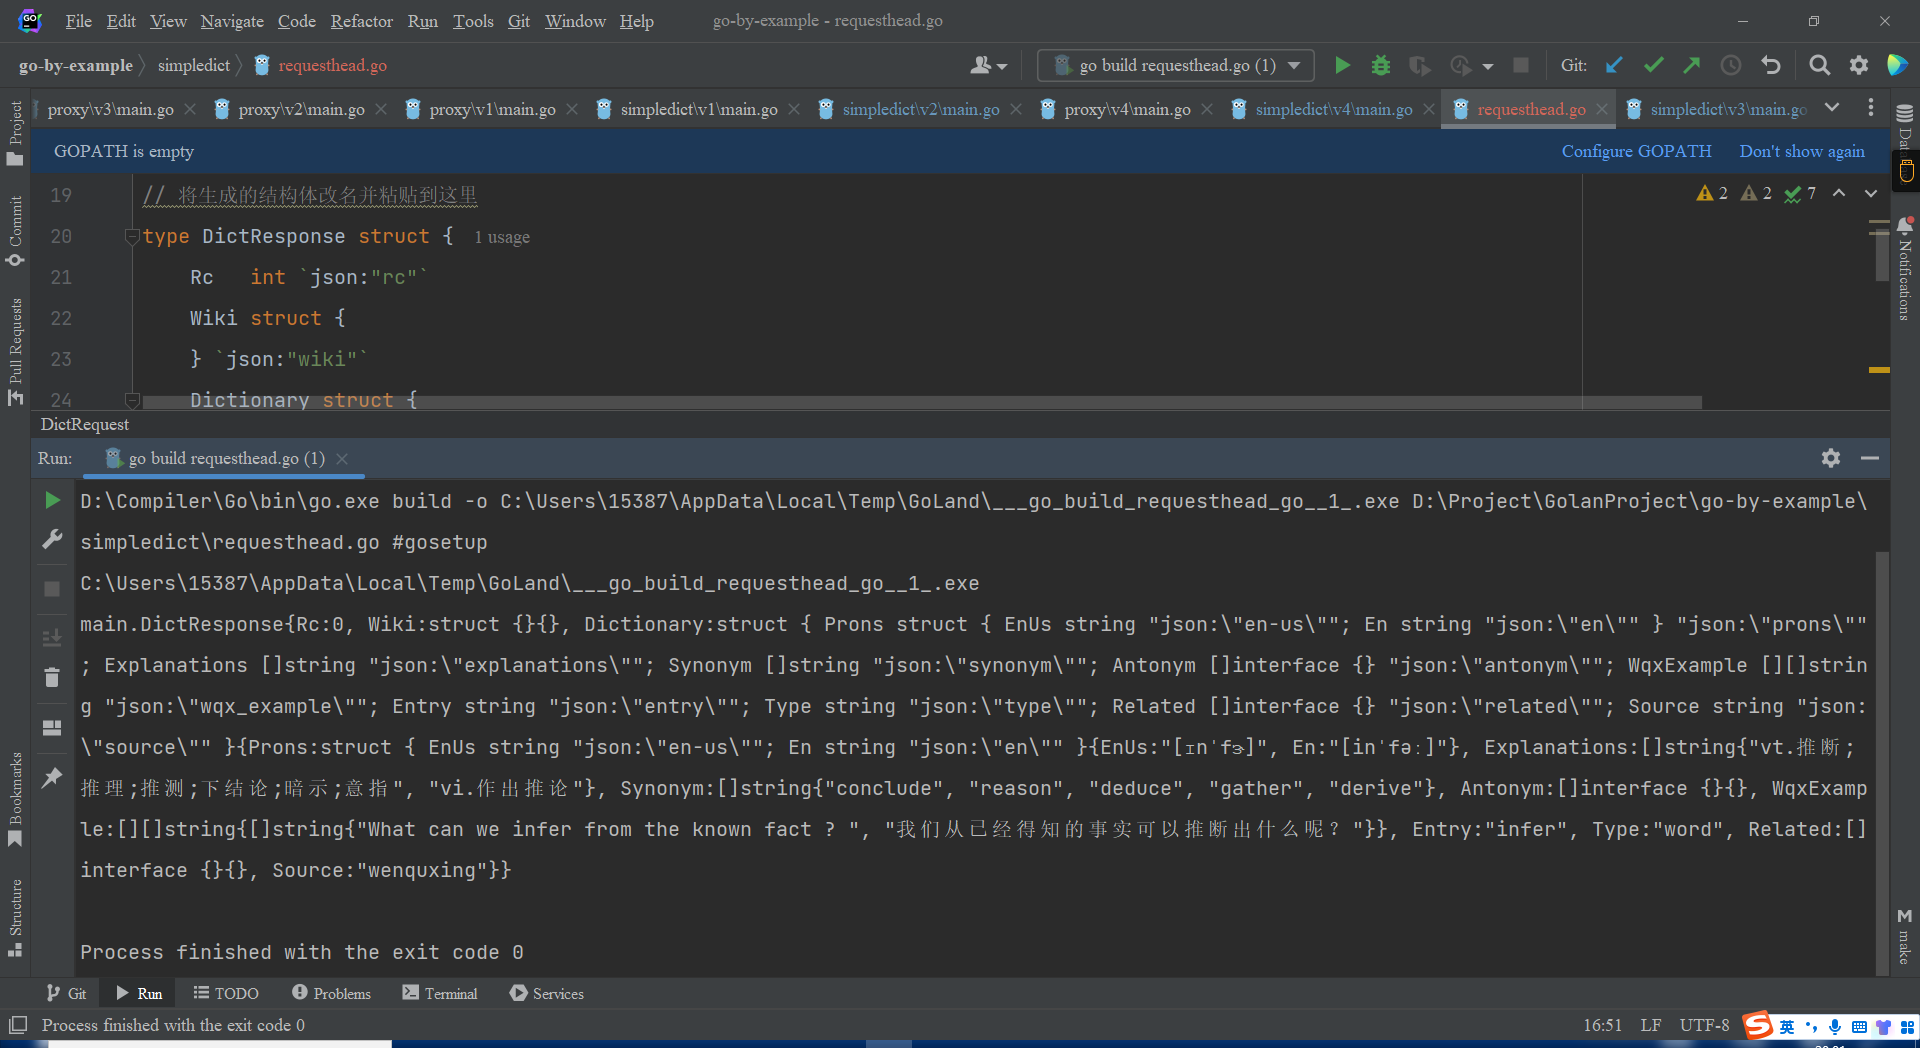 File Edit View Navigate Code Refactor Run Tools Git Window Help go-by-example - requesthead.go
go-by-example simpledict requesthead.go go build requesthead.go (1) Git:
proxy\v3\main.go proxy\v2\main.go proxy\v1\main.go simpledict\v1\main.go simpledict\v2\main.go proxy\v4\main.go simpledict\v4\main.go requesthead.go simpledict\v3\main.go
GOPATH is empty Configure GOPATH Don't show again
19 // 将生成的结构体改名并粘贴到这里 2 2 7
20 type DictResponse struct { 1 usage
21 Rc int `json:"rc"`
22 Wiki struct {
23 } `json:"wiki"`
24 Dictionary struct {
DictRequest
Run: go build requesthead.go (1)
D:\Compiler\Go\bin\go.exe build -o C:\Users\15387\AppData\Local\Temp\GoLand\___go_build_requesthead_go__1_.exe D:\Project\GolanProject\go-by-example\
simpledict\requesthead.go #gosetup
C:\Users\15387\AppData\Local\Temp\GoLand\___go_build_requesthead_go__1_.exe
main.DictResponse{Rc:0, Wiki:struct {}{}, Dictionary:struct { Prons struct { EnUs string "json:\"en-us\""; En string "json:\"en\"" } "json:\"prons\""
; Explanations []string "json:\"explanations\""; Synonym []string "json:\"synonym\""; Antonym []interface {} "json:\"antonym\""; WqxExample [][]strin
g "json:\"wqx_example\""; Entry string "json:\"entry\""; Type string "json:\"type\""; Related []interface {} "json:\"related\""; Source string "json:
\"source\"" }{Prons:struct { EnUs string "json:\"en-us\""; En string "json:\"en\"" }{EnUs:"[ɪnˈfɝ]", En:"[inˈfəː]"}, Explanations:[]string{"vt.推断;
推理;推测;下结论;暗示;意指", "vi.作出推论"}, Synonym:[]string{"conclude", "reason", "deduce", "gather", "derive"}, Antonym:[]interface {}{}, WqxExamp
le:[][]string{[]string{"What can we infer from the known fact ? ", "我们从已经得知的事实可以推断出什么呢? "}}, Entry:"infer", Type:"word", Related:[]
interface {}{}, Source:"wenquxing"}}
Process finished with the exit code 0
Git Run TODO Problems Terminal Services
Process finished with the exit code 0 16:51 LF UTF-8 英
Project
Commit
Pull Requests
Bookmarks
Structure
Notifications
make